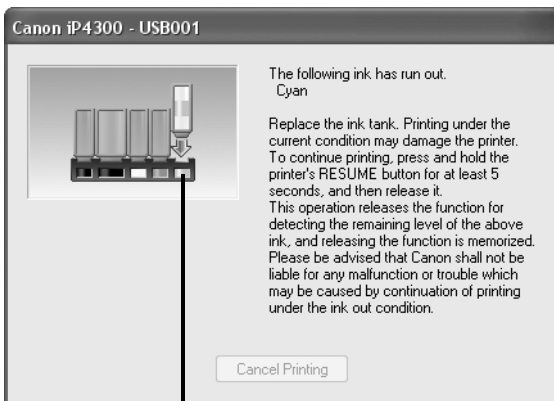 Canon iP4300 - USB001
The following ink has run out.
Cyan
Replace the ink tank. Printing under the
current condition may damage the printer.
To continue printing, press and hold the
printer's RESUME button for at least 5
seconds, and then release it.
This operation releases the function for
detecting the remaining level of the above
ink, and releasing the function is memorized.
Please be advised that Canon shall not be
liable for any malfunction or trouble which
may be caused by continuation of printing
under the ink out condition.
Cancel Printing